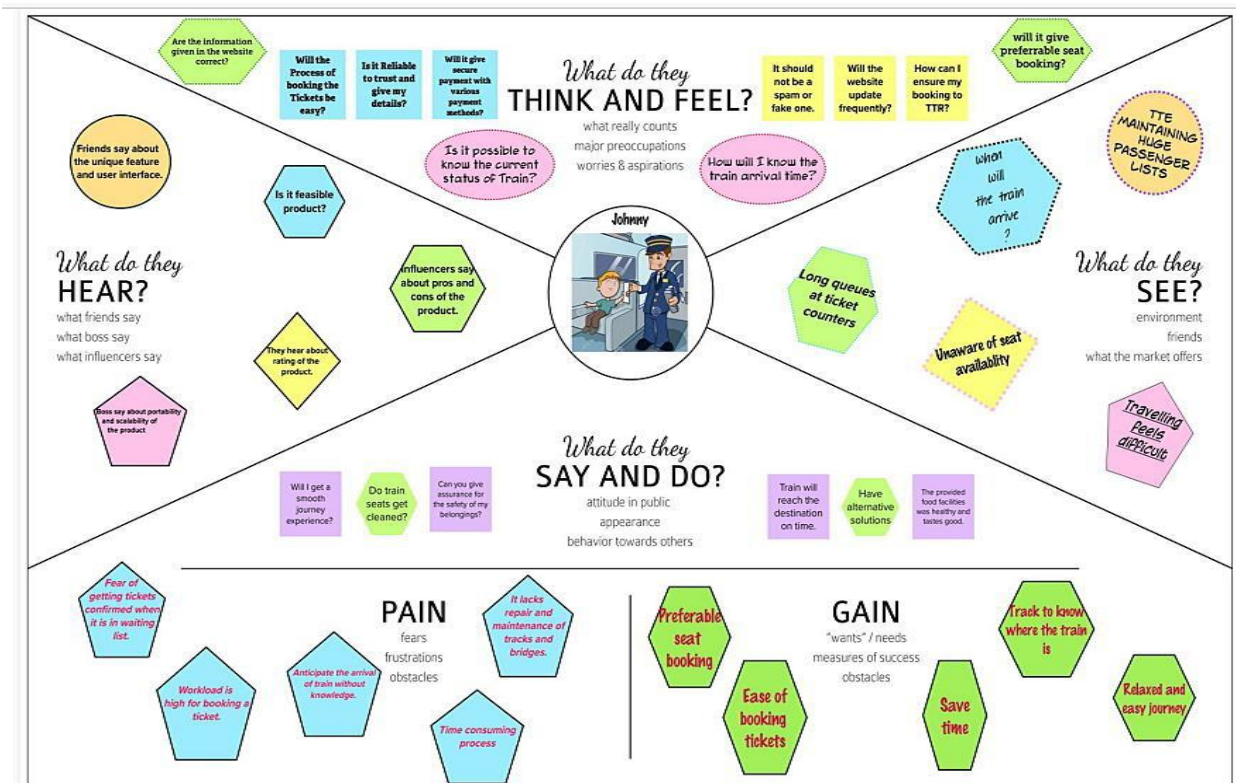 Are the information
given in the website
correct?
Will the
Process of
booking the
Tickets be
easy?
Is it Reliable
to trust and
give my
details?
Will it give
secure
payment with
various
payment
methods?
What do they
THINK AND FEEL?
what really counts
major preoccupations
worries & aspirations
It should
not be a
spam or
fake one.
Will the
website
update
frequently?
How can I
ensure my
booking to
TTR?
will it give
preferrable seat
booking?
Is it possible to
know the current
status of Train?
How will I know the
train arrival time?
Friends say about
the unique feature
and user interface.
Is it feasible
product?
What do they
HEAR?
what friends say
what boss say
what influencers say
Influencers say
about pros and
cons of the
product.
They hear about
rating of the
product.
Boss say about portability
and scalability of
the product
Johnny
when
will
the train
arrive
?
TTE
MAINTAINING
HUGE
PASSENGER
LISTS
Long queues
at ticket
counters
What do they
SEE?
environment
friends
what the market offers
Unaware of seat
availablity
Travelling
feels
difficult
What do they
SAY AND DO?
attitude in public
appearance
behavior towards others
Will I get a
smooth
journey
experience?
Do train
seats get
cleaned?
Can you give
assurance for
the safety of my
belongings?
Train will
reach the
destination
on time.
Have
alternative
solutions
The provided
food facilities
was healthy and
tastes good.
PAIN
fears
frustrations
obstacles
Fear of
getting tickets
confirmed when
it is in waiting
list.
Workload is
high for booking a
ticket.
Anticipate the arrival
of train without
knowledge.
It lacks
repair and
maintenance of
tracks and
bridges.
Time consuming
process
GAIN
"wants" / needs
measures of success
obstacles
Preferable
seat
booking
Ease of
booking
tickets
Save
time
Track to know
where the train
is
Relaxed and
easy journey